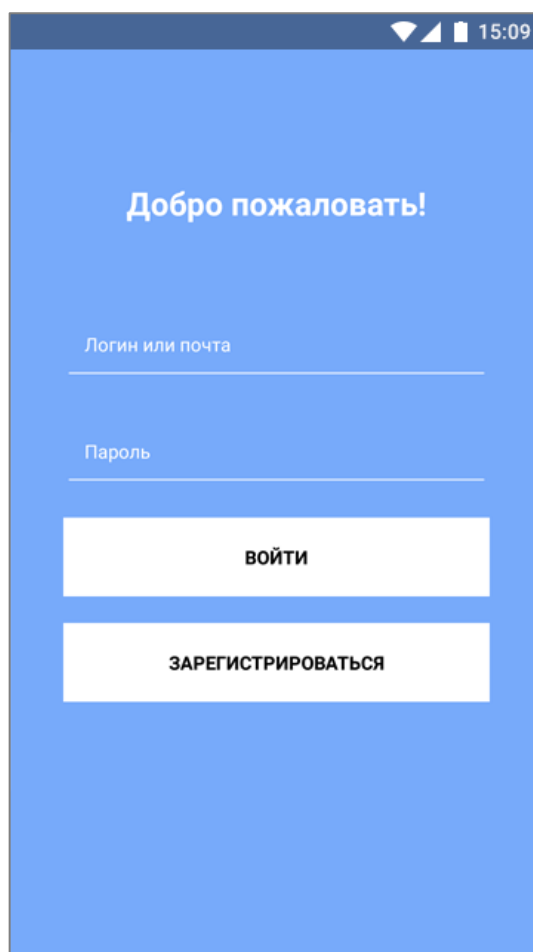 15:09
Добро пожаловать!
Логин или почта
Пароль
ВОЙТИ
ЗАРЕГИСТРИРОВАТЬСЯ